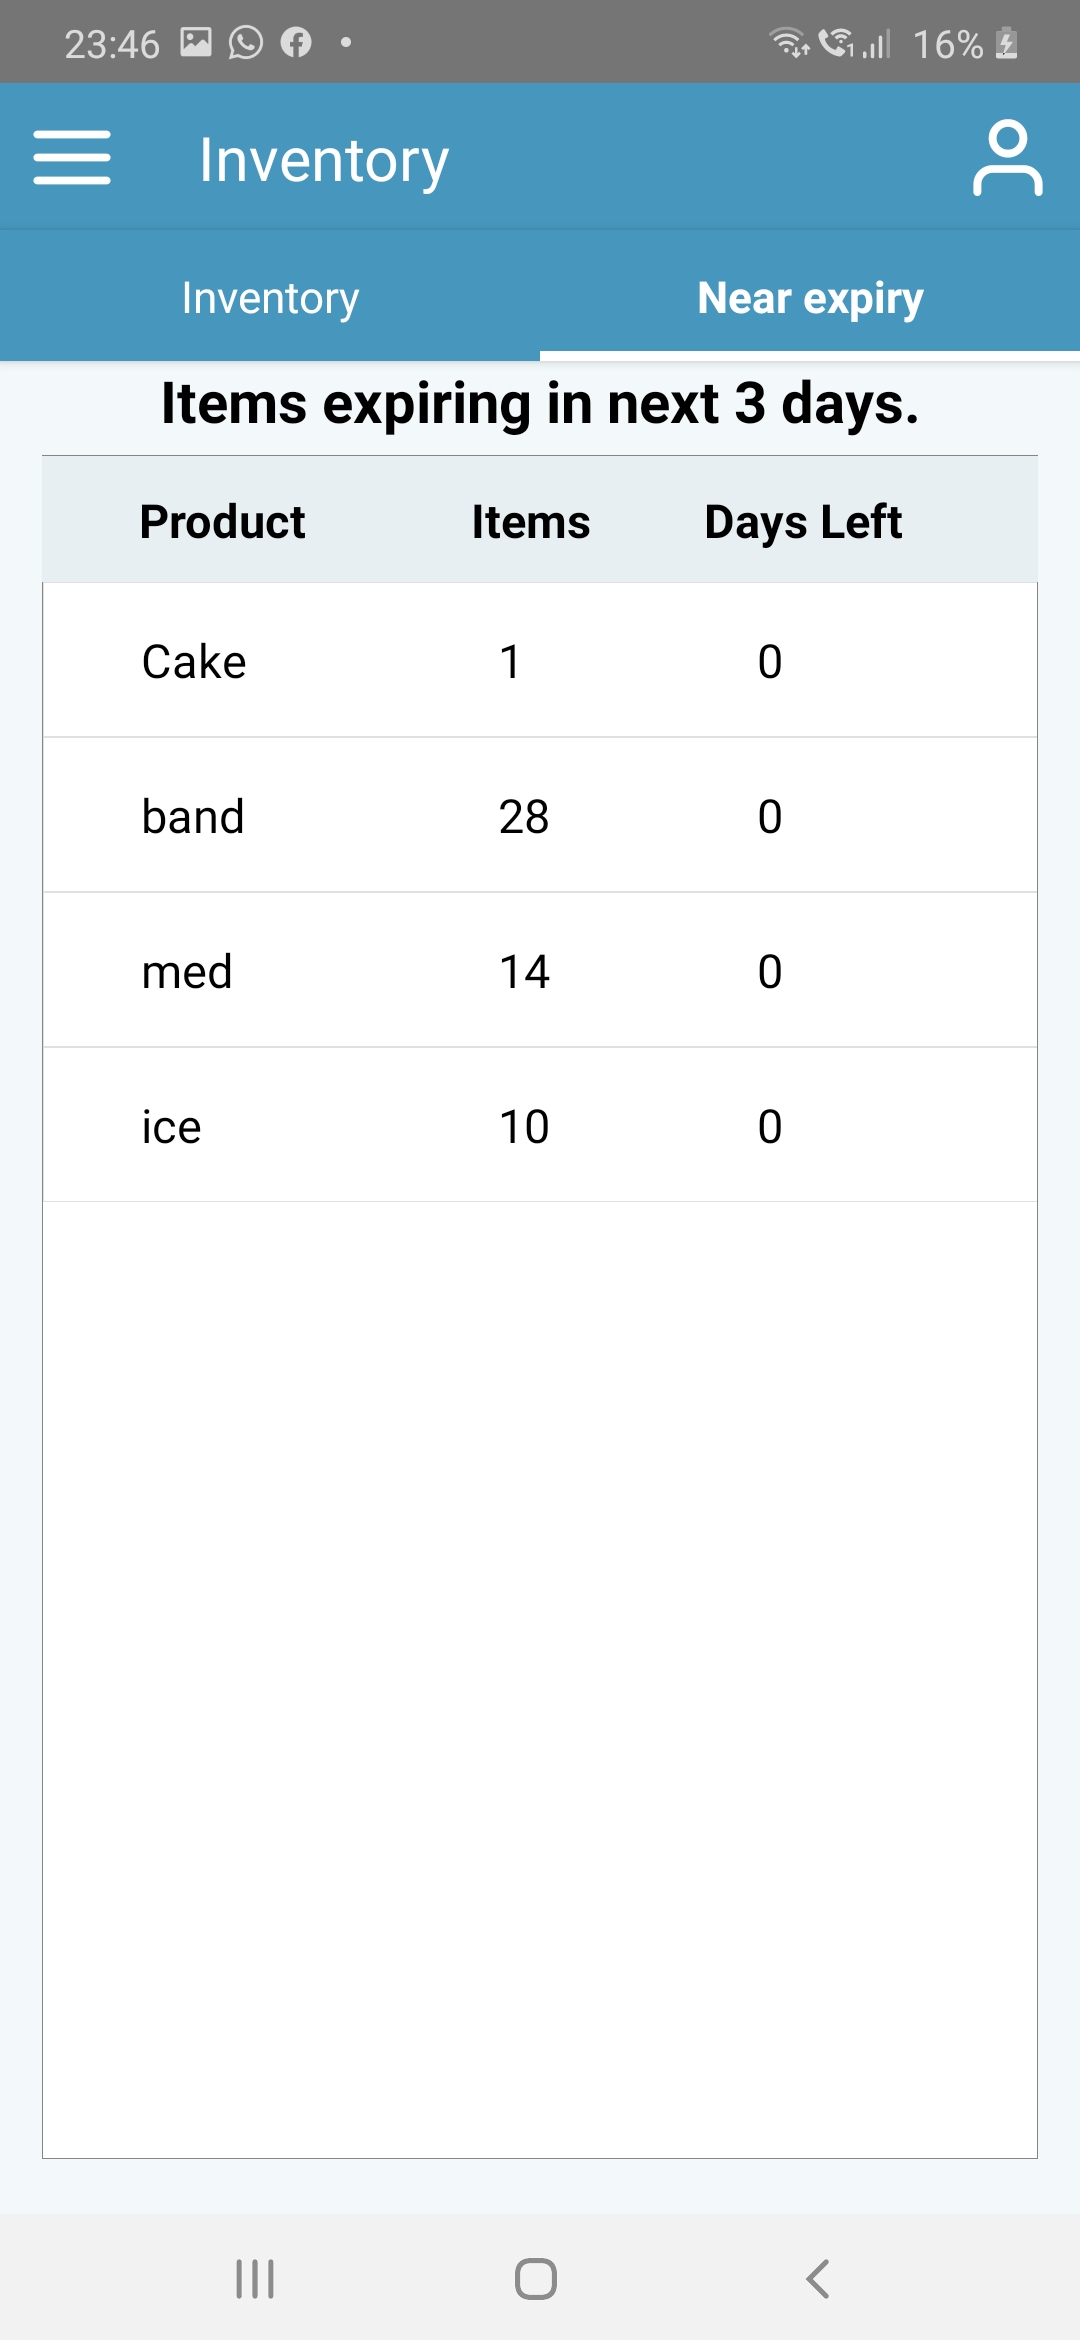 23:46 16%
Inventory
Inventory Near expiry
Items expiring in next 3 days.
Product Items Days Left
Cake 1 0
band 28 0
med 14 0
ice 10 0